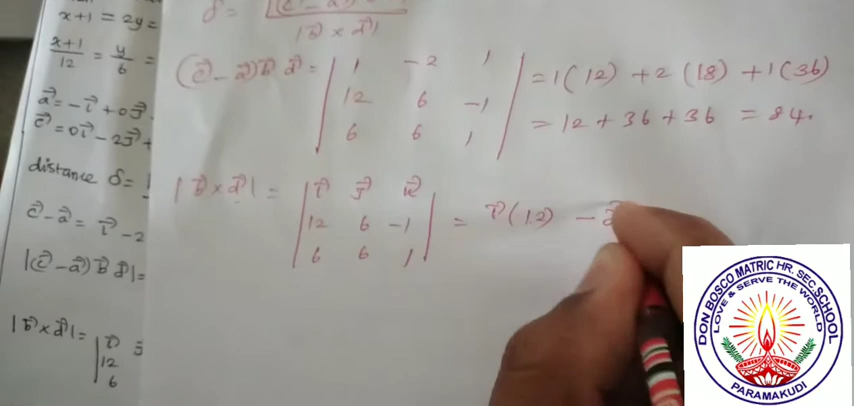 x+1 = 2y =
x+1/12 = y/6 =
a⃗ = -i⃗ + 0j⃗
c⃗ = 0i⃗ - 2j⃗ +
distance δ =
c⃗ - a⃗ = i⃗ - 2
|(c⃗ - a⃗) b⃗ d⃗| =
|b⃗ × d⃗| = | i⃗ j⃗
12
6
δ = |(c⃗ - a⃗)
|b⃗ × d⃗|
(c⃗ - a⃗) b⃗ d⃗ = | 1 -2 1 | = 1(12) + 2(18) + 1(36)
| 12 6 -1 |
| 6 6 1 | = 12 + 36 + 36 = 84.
|b⃗ × d⃗| = | i⃗ j⃗ k⃗ |
| 12 6 -1 | = i⃗(12) - j⃗
| 6 6 1 |
DON BOSCO MATRIC HR. SEC. SCHOOL
LOVE & SERVE THE WORLD
PARAMAKUDI